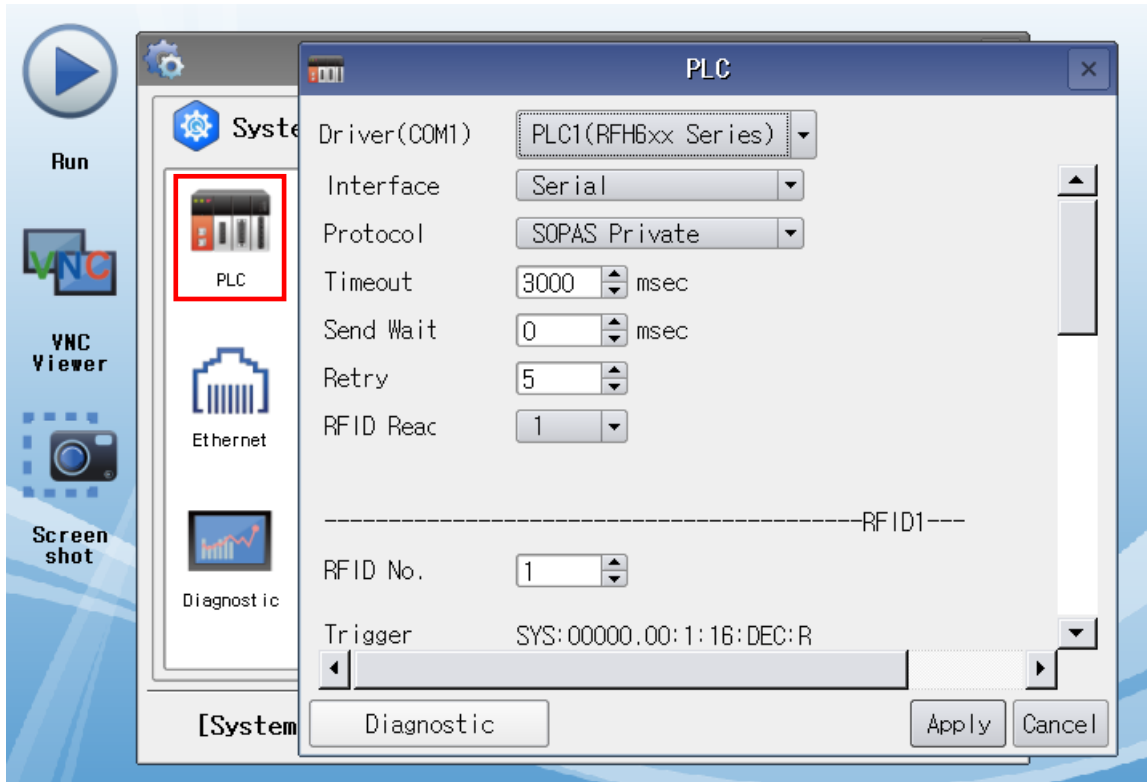 Run
VNC
VNC
Viewer
Screen
shot
Syste
PLC
Ethernet
Diagnostic
[System
PLC
Driver(COM1) PLC1(RFH6xx Series)
Interface Serial
Protocol SOPAS Private
Timeout 3000 msec
Send Wait 0 msec
Retry 5
RFID Reac 1
------------------------------------------RFID1---
RFID No. 1
Trigger SYS:00000.00:1:16:DEC:R
Diagnostic Apply Cancel